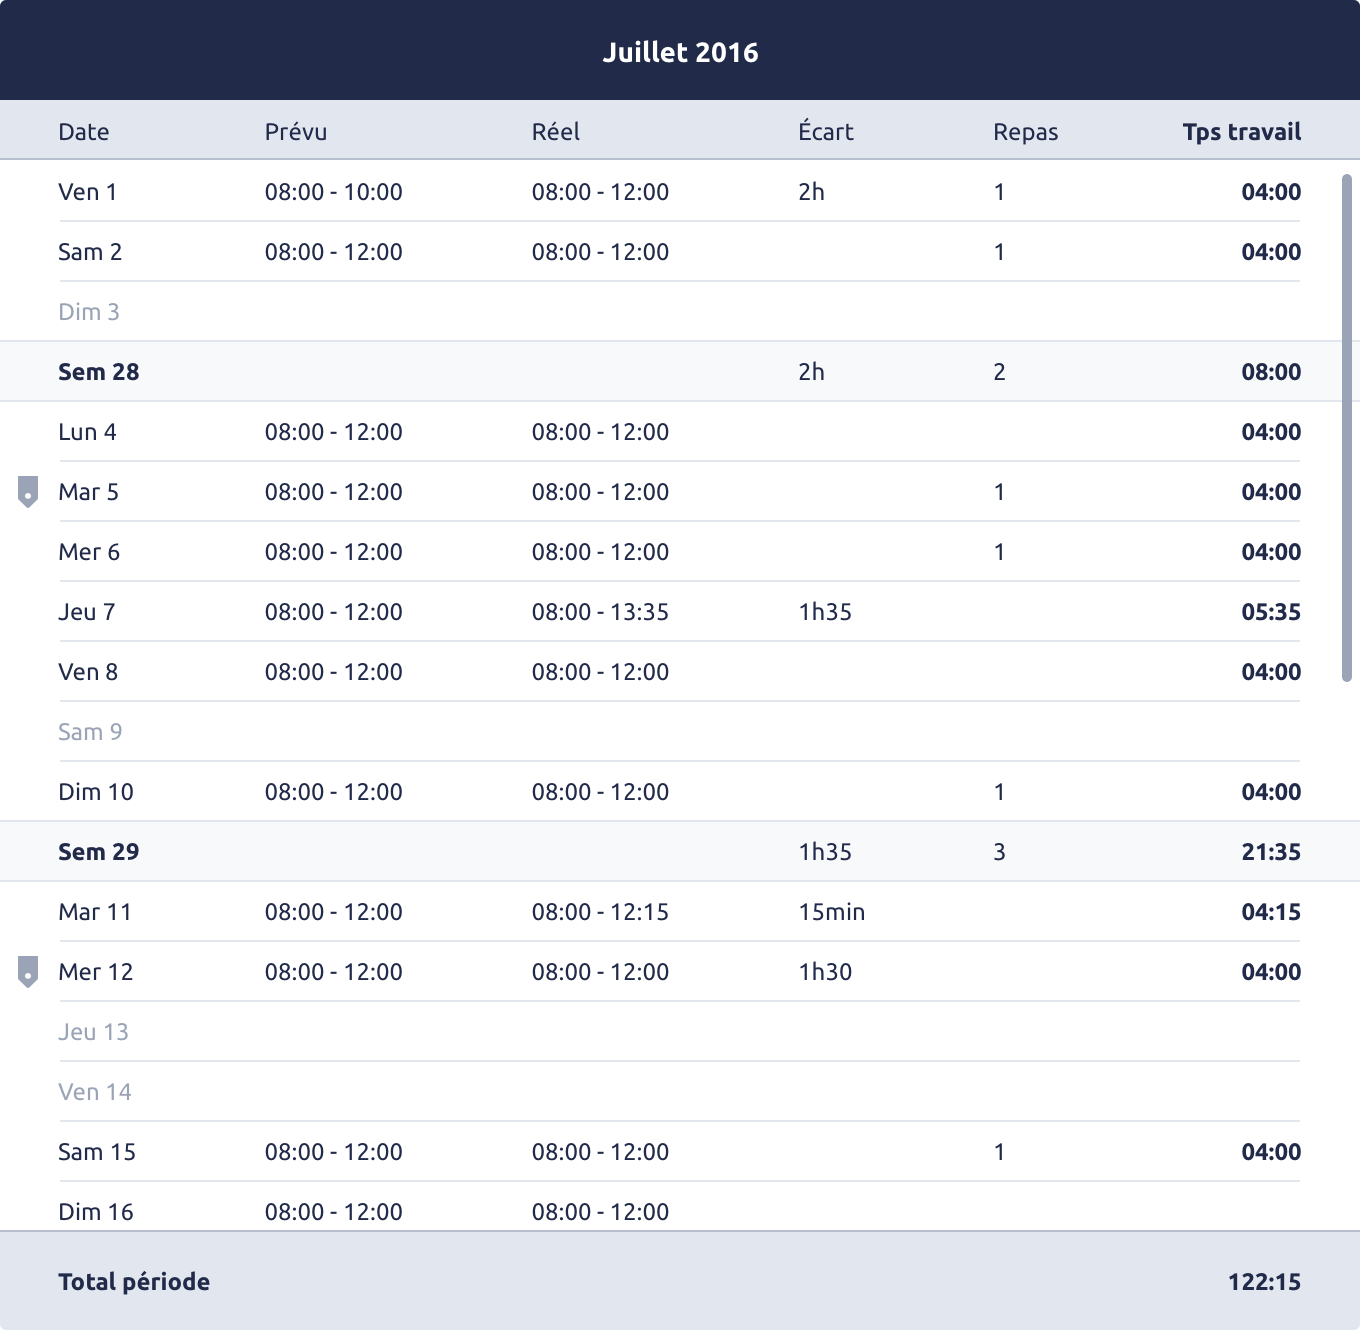 Juillet 2016
Date Prévu Réel Écart Repas Tps travail
Ven 1 08:00 - 10:00 08:00 - 12:00 2h 1 04:00
Sam 2 08:00 - 12:00 08:00 - 12:00 1 04:00
Dim 3
Sem 28 2h 2 08:00
Lun 4 08:00 - 12:00 08:00 - 12:00 04:00
Mar 5 08:00 - 12:00 08:00 - 12:00 1 04:00
Mer 6 08:00 - 12:00 08:00 - 12:00 1 04:00
Jeu 7 08:00 - 12:00 08:00 - 13:35 1h35 05:35
Ven 8 08:00 - 12:00 08:00 - 12:00 04:00
Sam 9
Dim 10 08:00 - 12:00 08:00 - 12:00 1 04:00
Sem 29 1h35 3 21:35
Mar 11 08:00 - 12:00 08:00 - 12:15 15min 04:15
Mer 12 08:00 - 12:00 08:00 - 12:00 1h30 04:00
Jeu 13
Ven 14
Sam 15 08:00 - 12:00 08:00 - 12:00 1 04:00
Dim 16 08:00 - 12:00 08:00 - 12:00
Total période 122:15